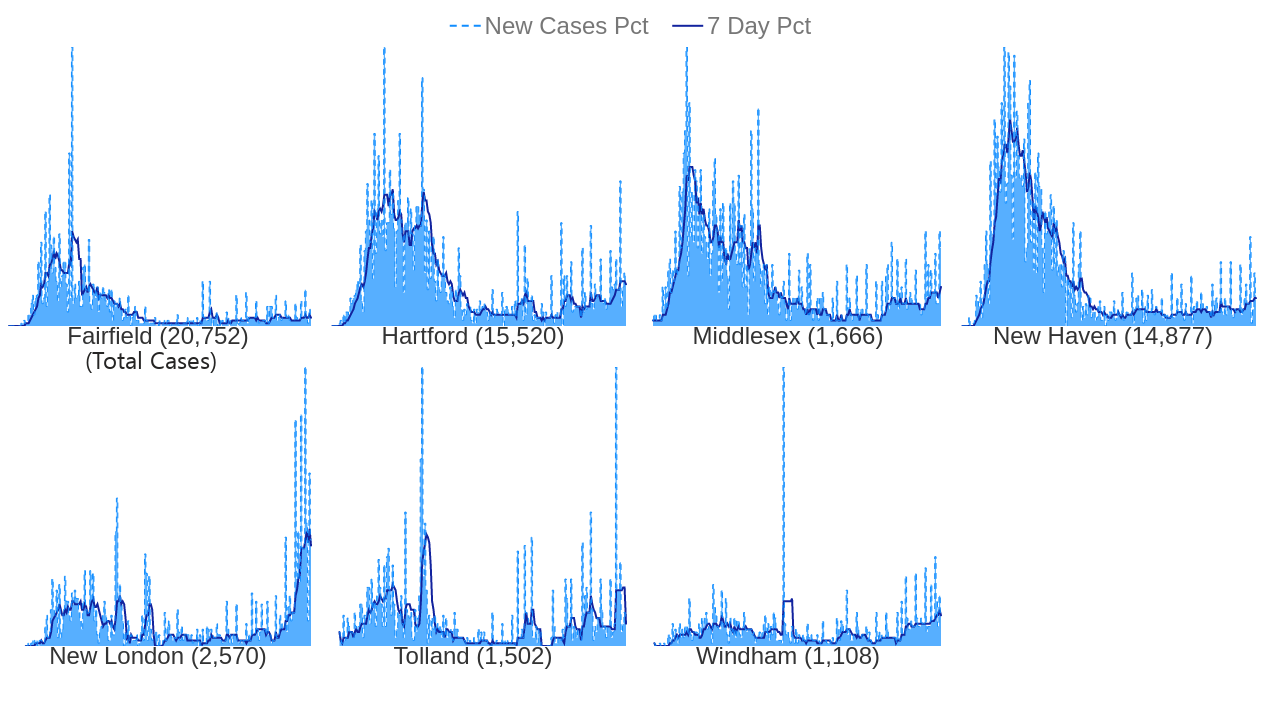 New Cases Pct 7 Day Pct
Fairfield (20,752) Hartford (15,520) Middlesex (1,666) New Haven (14,877)
(Total Cases)
New London (2,570) Tolland (1,502) Windham (1,108)